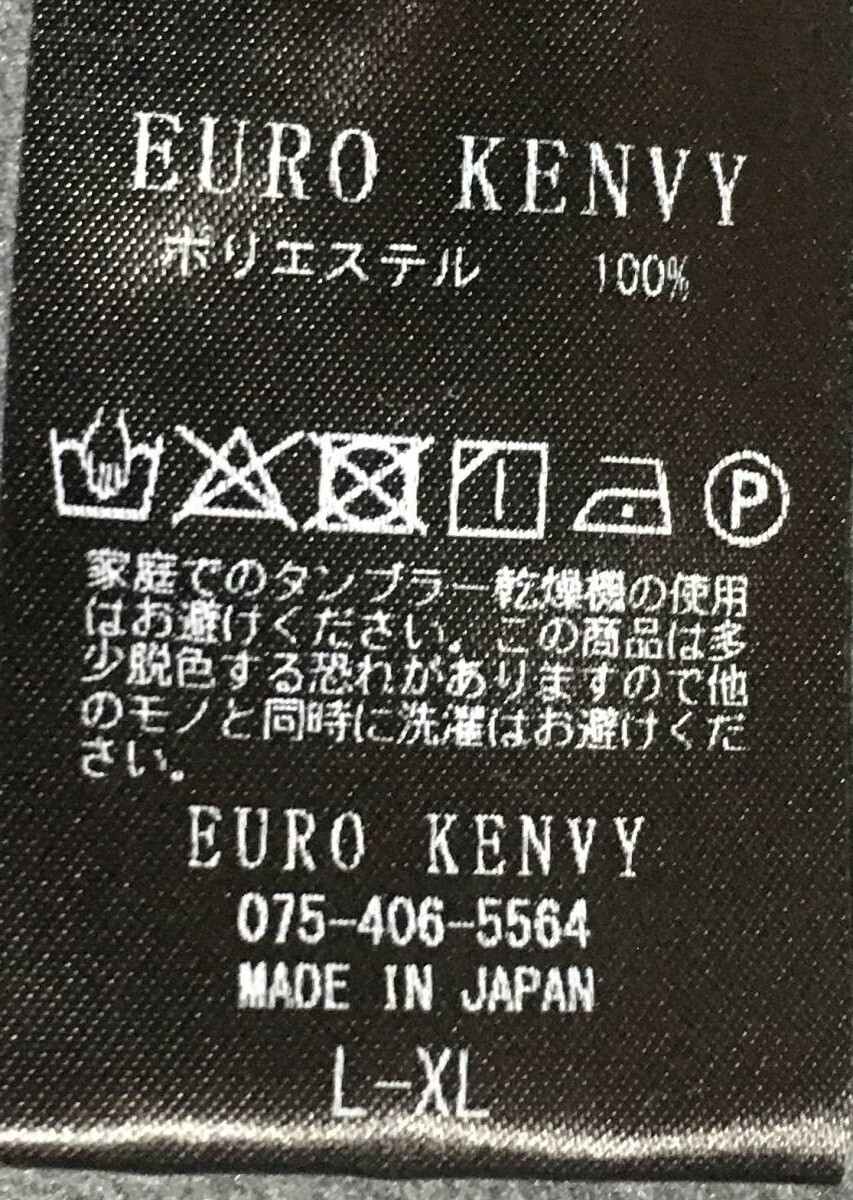 EURO KENVY
ポリエステル 100%
家庭でのタンブラー乾燥機の使用
はお避けください。この商品は多
少脱色する恐れがありますので他
のモノと同時に洗濯はお避けくだ
さい。
EURO KENVY
075-406-5564
MADE IN JAPAN
L-XL